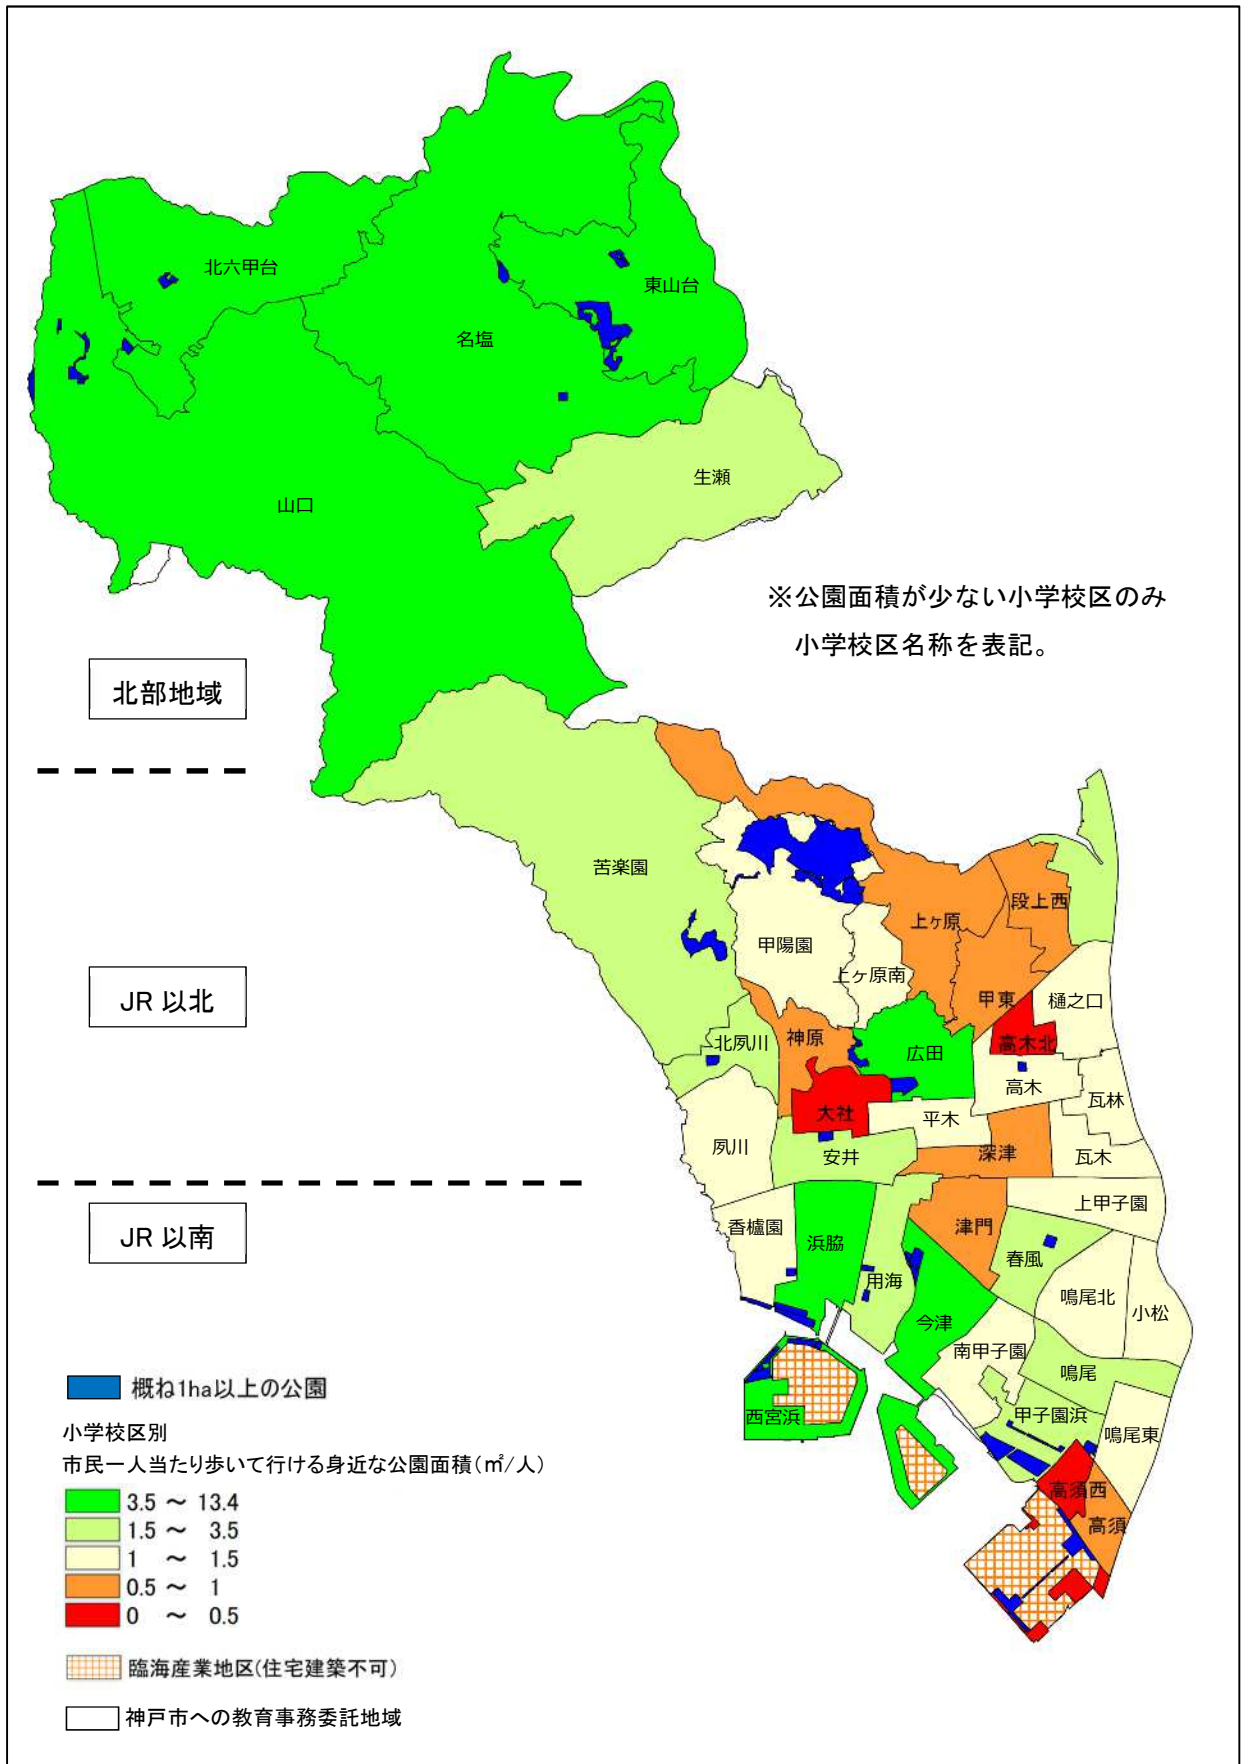 北六甲台
東山台
名塩
生瀬
山口
※公園面積が少ない小学校区のみ
小学校区名称を表記。
北部地域
苦楽園
段上西
上ヶ原
甲陽園
上ヶ原南
JR 以北
甲東
樋之口
神原
北夙川
高木北
広田
高木
瓦林
大社
平木
夙川
安井
深津
瓦木
JR 以南
上甲子園
香櫨園
津門
浜脇
春風
用海
鳴尾北
小松
今津
南甲子園
鳴尾
西宮浜
甲子園浜
鳴尾東
高須西
高須
概ね1ha以上の公園
小学校区別
市民一人当たり歩いて行ける身近な公園面積(㎡/人)
3.5 ～ 13.4
1.5 ～ 3.5
1 ～ 1.5
0.5 ～ 1
0 ～ 0.5
臨海産業地区(住宅建築不可)
神戸市への教育事務委託地域